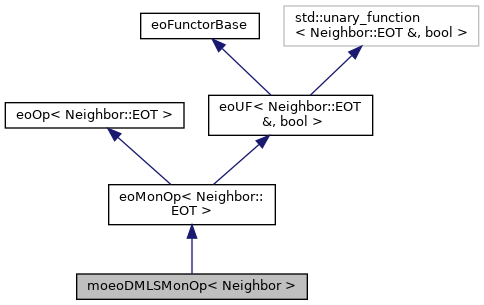 eoFunctorBase
std::unary_function
< Neighbor::EOT &, bool >
eoOp< Neighbor::EOT >
eoUF< Neighbor::EOT
&, bool >
eoMonOp< Neighbor::
EOT >
moeoDMLSMonOp< Neighbor >